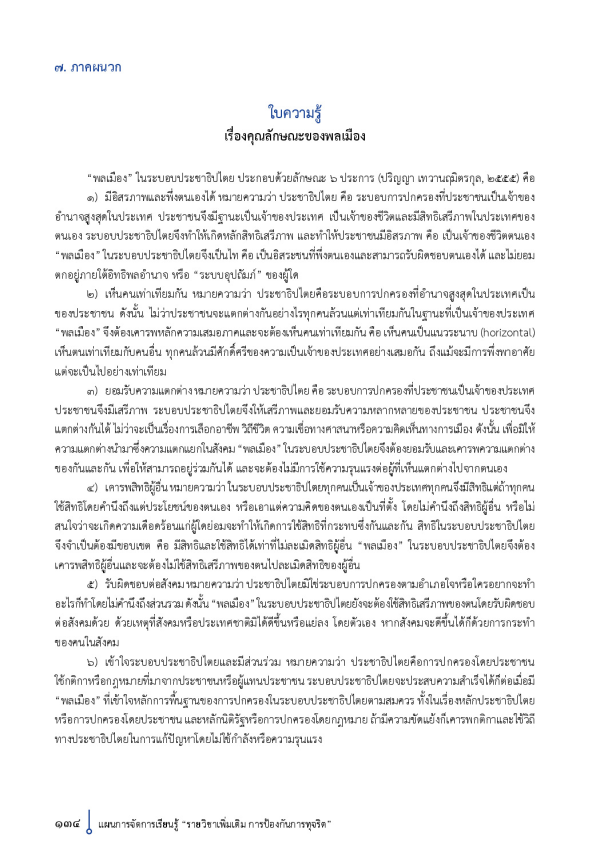 ๗. ภาคผนวก
ใบความรู้
เรื่องคุณลักษณะของพลเมือง
“พลเมือง” ในระบอบประชาธิปไตย ประกอบด้วยลักษณะ ๖ ประการ (ปริญญา เทวานฤมิตรกุล, ๒๕๕๕) คือ
๑) มีอิสรภาพและพึ่งตนเองได้ หมายความว่า ประชาธิปไตย คือ ระบอบการปกครองที่ประชาชนเป็นเจ้าของ
อำนาจสูงสุดในประเทศ ประชาชนจึงมีฐานะเป็นเจ้าของประเทศ เป็นเจ้าของชีวิตและมีสิทธิเสรีภาพในประเทศของ
ตนเอง ระบอบประชาธิปไตยจึงทำให้เกิดหลักสิทธิเสรีภาพ และทำให้ประชาชนมีอิสรภาพ คือ เป็นเจ้าของชีวิตตนเอง
“พลเมือง” ในระบอบประชาธิปไตยจึงเป็นไท คือ เป็นอิสระชนที่พึ่งตนเองและสามารถรับผิดชอบตนเองได้ และไม่ยอม
ตกอยู่ภายใต้อิทธิพลอำนาจ หรือ “ระบบอุปถัมภ์” ของผู้ใด
๒) เห็นคนเท่าเทียมกัน หมายความว่า ประชาธิปไตยคือระบอบการปกครองที่อำนาจสูงสุดในประเทศเป็น
ของประชาชน ดังนั้น ไม่ว่าประชาชนจะแตกต่างกันอย่างไรทุกคนล้วนแต่เท่าเทียมกันในฐานะที่เป็นเจ้าของประเทศ
“พลเมือง” จึงต้องเคารพหลักความเสมอภาคและจะต้องเห็นคนเท่าเทียมกัน คือ เห็นคนเป็นแนวระนาบ (horizontal)
เห็นตนเท่าเทียมกับคนอื่น ทุกคนล้วนมีศักดิ์ศรีของความเป็นเจ้าของประเทศอย่างเสมอกัน ถึงแม้จะมีการพึ่งพาอาศัย
แต่จะเป็นไปอย่างเท่าเทียม
๓) ยอมรับความแตกต่าง หมายความว่า ประชาธิปไตย คือ ระบอบการปกครองที่ประชาชนเป็นเจ้าของประเทศ
ประชาชนจึงมีเสรีภาพ ระบอบประชาธิปไตยจึงให้เสรีภาพและยอมรับความหลากหลายของประชาชน ประชาชนจึง
แตกต่างกันได้ ไม่ว่าจะเป็นเรื่องการเลือกอาชีพ วิถีชีวิต ความเชื่อทางศาสนาหรือความคิดเห็นทางการเมือง ดังนั้น เพื่อมิให้
ความแตกต่างนำมาซึ่งความแตกแยกในสังคม “พลเมือง” ในระบอบประชาธิปไตยจึงต้องยอมรับและเคารพความแตกต่าง
ของกันและกัน เพื่อให้สามารถอยู่ร่วมกันได้ และจะต้องไม่มีการใช้ความรุนแรงต่อผู้ที่เห็นแตกต่างไปจากตนเอง
๔) เคารพสิทธิผู้อื่น หมายความว่า ในระบอบประชาธิปไตยทุกคนเป็นเจ้าของประเทศทุกคนจึงมีสิทธิแต่ถ้าทุกคน
ใช้สิทธิโดยคำนึงถึงแต่ประโยชน์ของตนเอง หรือเอาแต่ความคิดของตนเองเป็นที่ตั้ง โดยไม่คำนึงถึงสิทธิผู้อื่น หรือไม่
สนใจว่าจะเกิดความเดือดร้อนแก่ผู้ใดย่อมจะทำให้เกิดการใช้สิทธิที่กระทบซึ่งกันและกัน สิทธิในระบอบประชาธิปไตย
จึงจำเป็นต้องมีขอบเขต คือ มีสิทธิและใช้สิทธิได้เท่าที่ไม่ละเมิดสิทธิผู้อื่น “พลเมือง” ในระบอบประชาธิปไตยจึงต้อง
เคารพสิทธิผู้อื่นและจะต้องไม่ใช้สิทธิเสรีภาพของตนไปละเมิดสิทธิของผู้อื่น
๕) รับผิดชอบต่อสังคม หมายความว่า ประชาธิปไตยมิใช่ระบอบการปกครองตามอำเภอใจหรือใครอยากจะทำ
อะไรก็ทำโดยไม่คำนึงถึงส่วนรวม ดังนั้น “พลเมือง” ในระบอบประชาธิปไตยยังจะต้องใช้สิทธิเสรีภาพของตนโดยรับผิดชอบ
ต่อสังคมด้วย ด้วยเหตุที่สังคมหรือประเทศชาติมิได้ดีขึ้นหรือแย่ลง โดยตัวเอง หากสังคมจะดีขึ้นได้ก็ด้วยการกระทำ
ของคนในสังคม
๖) เข้าใจระบอบประชาธิปไตยและมีส่วนร่วม หมายความว่า ประชาธิปไตยคือการปกครองโดยประชาชน
ใช้กติกาหรือกฎหมายที่มาจากประชาชนหรือผู้แทนประชาชน ระบอบประชาธิปไตยจะประสบความสำเร็จได้ก็ต่อเมื่อมี
“พลเมือง” ที่เข้าใจหลักการพื้นฐานของการปกครองในระบอบประชาธิปไตยตามสมควร ทั้งในเรื่องหลักประชาธิปไตย
หรือการปกครองโดยประชาชน และหลักนิติรัฐหรือการปกครองโดยกฎหมาย ถ้ามีความขัดแย้งก็เคารพกติกาและใช้วิถี
ทางประชาธิปไตยในการแก้ปัญหาโดยไม่ใช้กำลังหรือความรุนแรง
๑๓๔ แผนการจัดการเรียนรู้ “รายวิชาเพิ่มเติม การป้องกันการทุจริต”